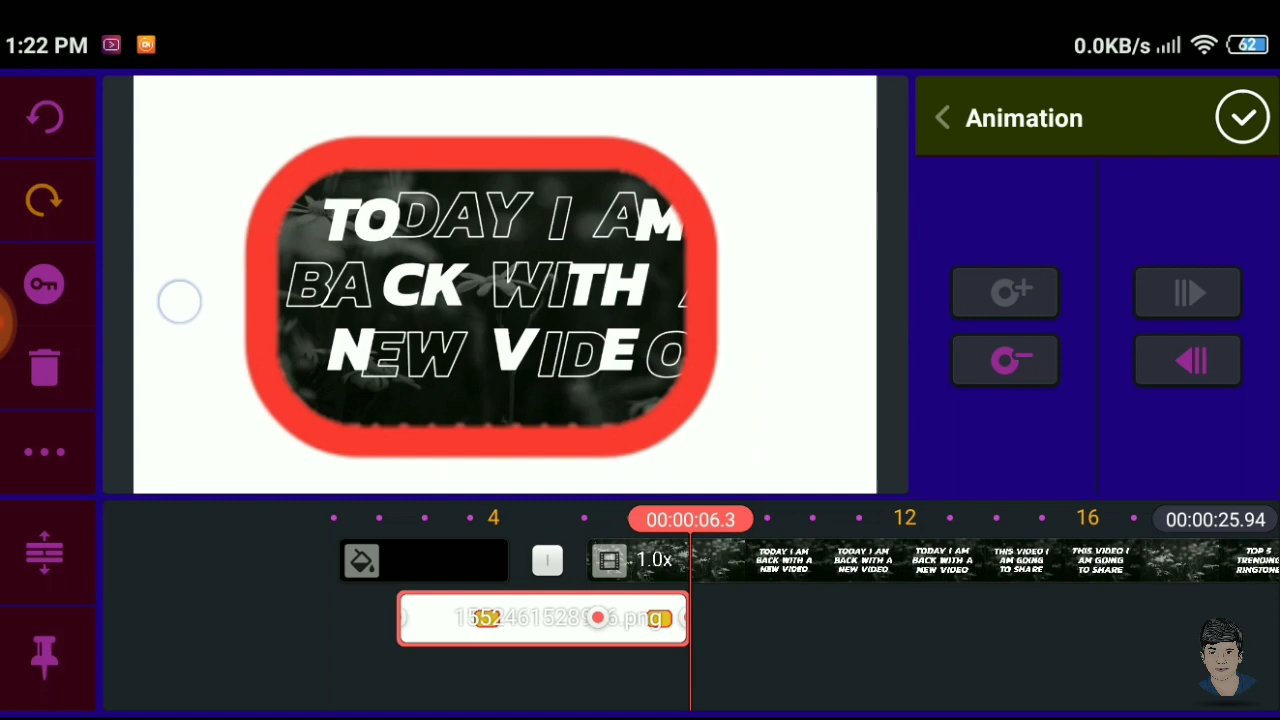 1:22 PM
0.0KB/s
62
Animation
TODAY I AM
BACK WITH A
NEW VIDEO
4
00:00:06.3
12
16
00:00:25.94
1.0x
TODAY I AM
BACK WITH A
NEW VIDEO
TODAY I AM
BACK WITH A
NEW VIDEO
TODAY I AM
BACK WITH A
NEW VIDEO
THIS VIDEO I
AM GOING
TO SHARE
THIS VIDEO I
AM GOING
TO SHARE
TOP 5
TRENDING
RINGTON